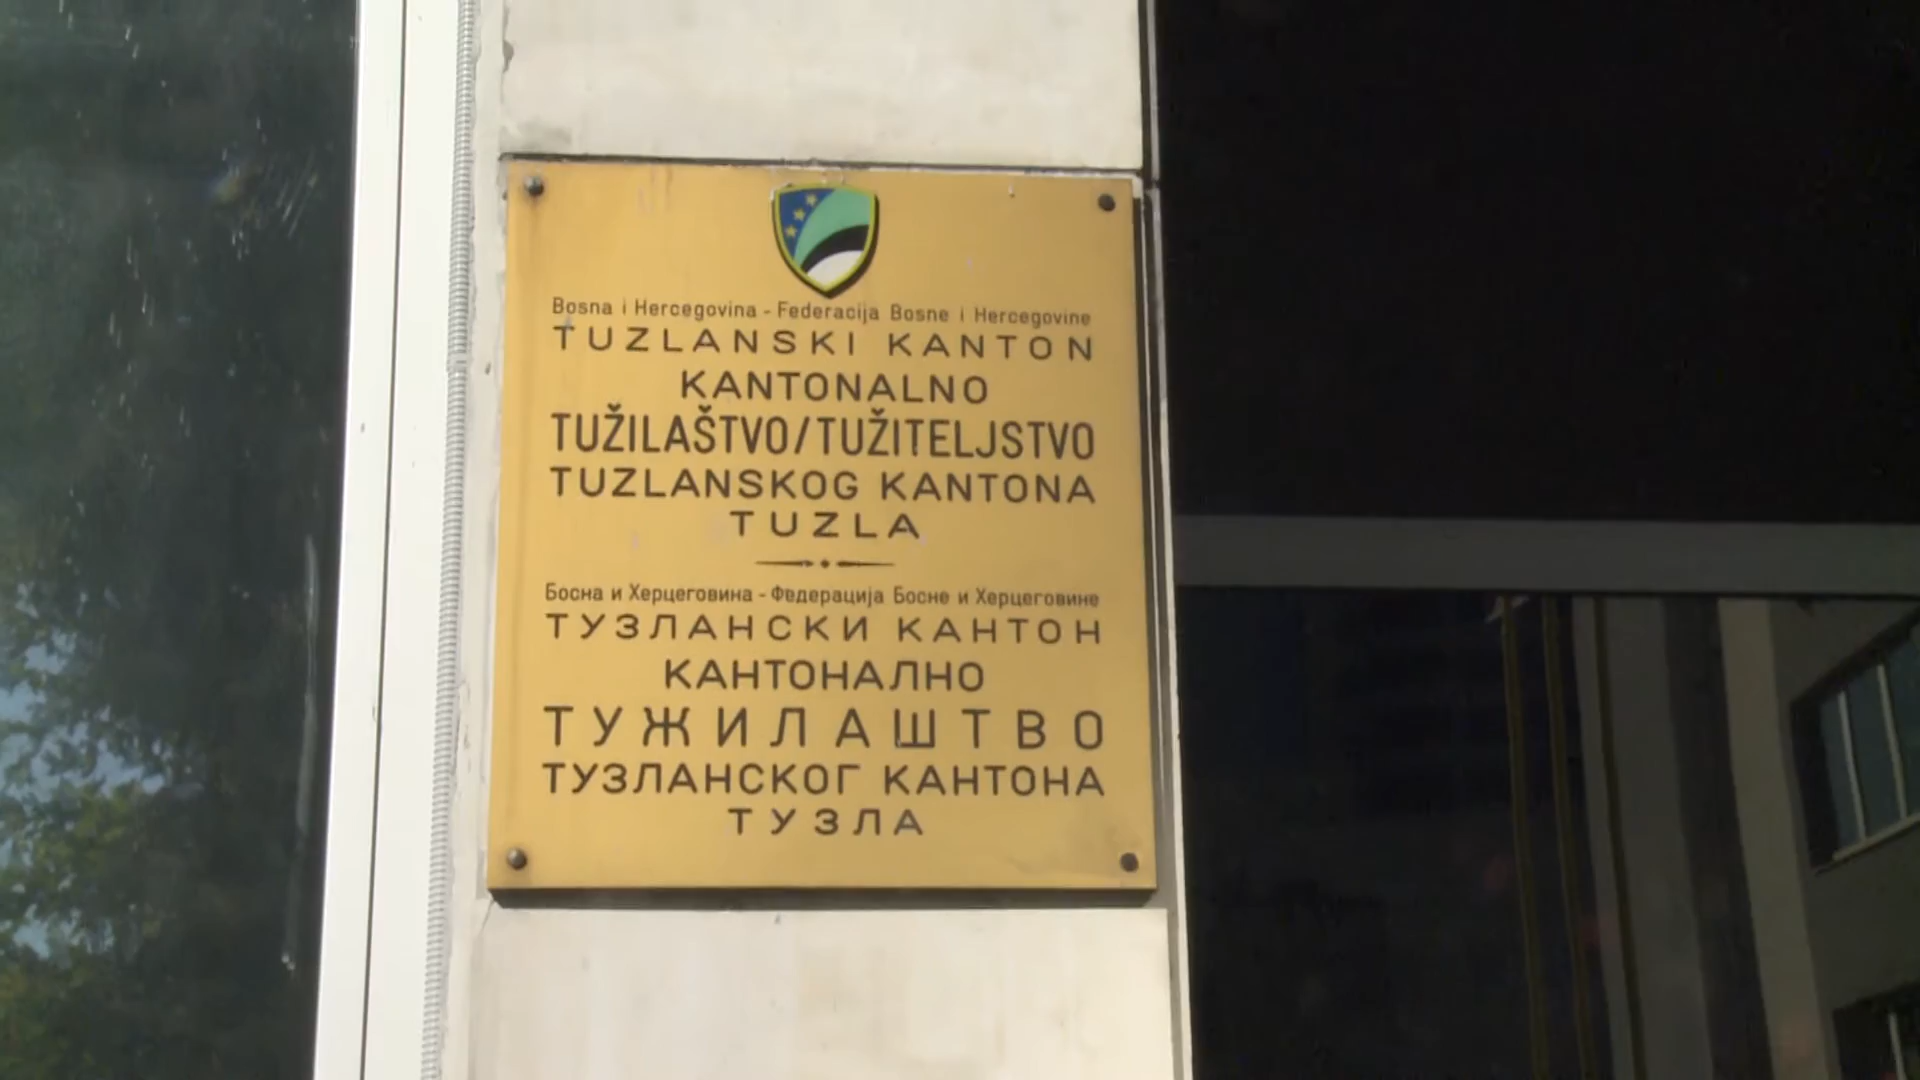 Bosna i Hercegovina - Federacija Bosne i Hercegovine
TUZLANSKI KANTON
KANTONALNO
TUŽILAŠTVO/TUŽITELJSTVO
TUZLANSKOG KANTONA
TUZLA
Босна и Херцеговина - Федерација Босне и Херцеговине
ТУЗЛАНСКИ КАНТОН
КАНТОНАЛНО
ТУЖИЛАШТВО
ТУЗЛАНСКОГ КАНТОНА
ТУЗЛА